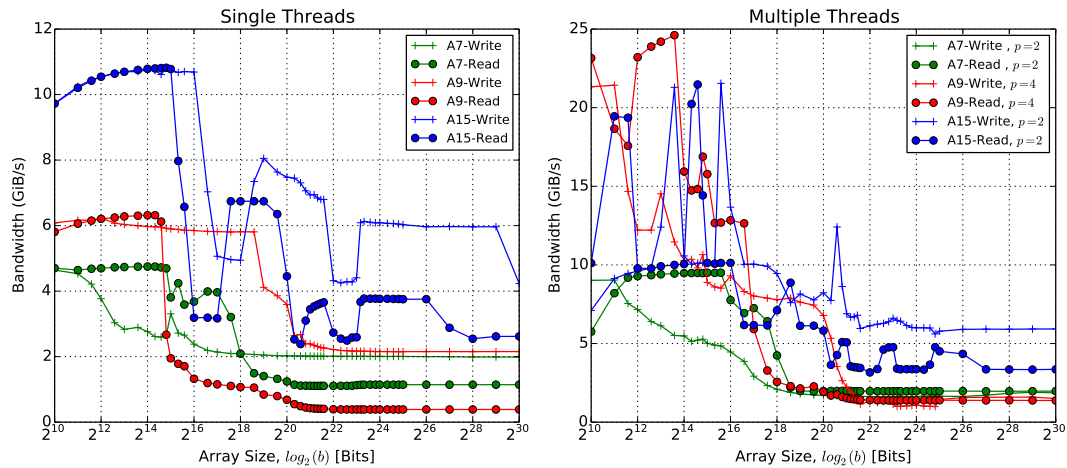 Single Threads
12
10
8
6
4
2
0
Bandwidth (GiB/s)
2^10 2^12 2^14 2^16 2^18 2^20 2^22 2^24 2^26 2^28 2^30
Array Size, log_2(b) [Bits]
A7-Write
A7-Read
A9-Write
A9-Read
A15-Write
A15-Read
Multiple Threads
25
20
15
10
5
0
Bandwidth (GiB/s)
2^10 2^12 2^14 2^16 2^18 2^20 2^22 2^24 2^26 2^28 2^30
Array Size, log_2(b) [Bits]
A7-Write , p=2
A7-Read , p=2
A9-Write, p=4
A9-Read, p=4
A15-Write, p=2
A15-Read, p=2